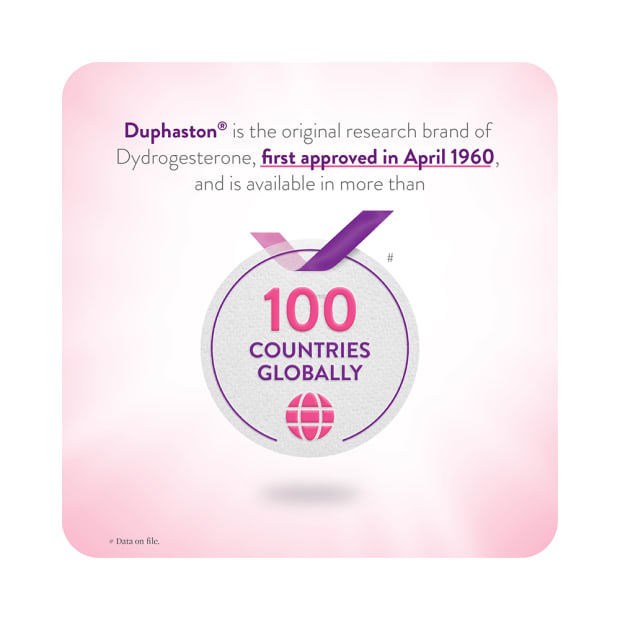 Duphaston® is the original research brand of
Dydrogesterone, first approved in April 1960,
and is available in more than
#
100
COUNTRIES
GLOBALLY
# Data on file.